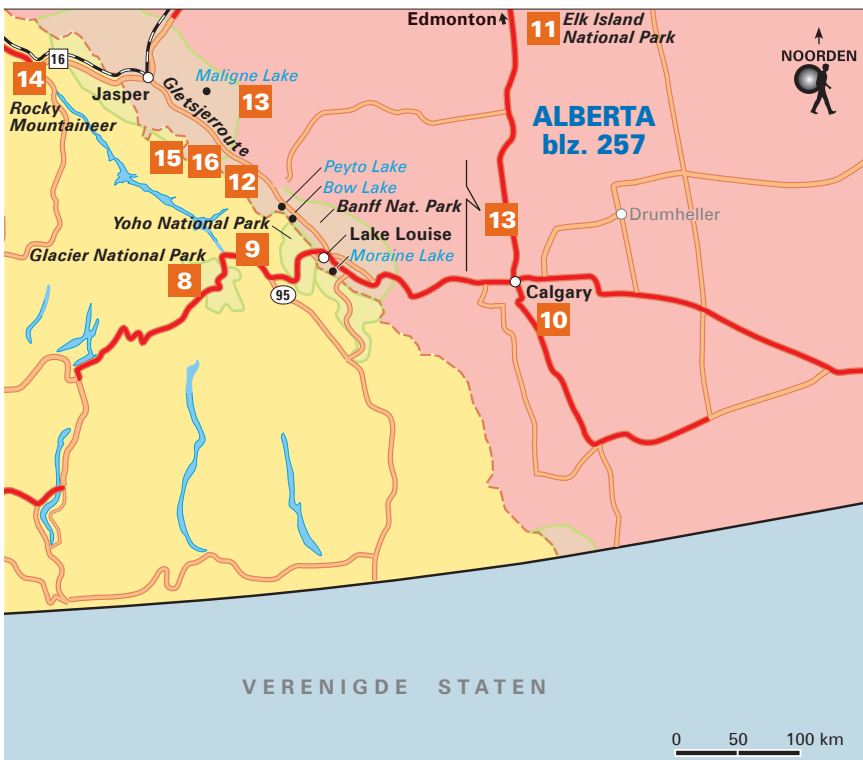 Edmonton
11
Elk Island
National Park
NOORDEN
16
14
Jasper
Maligne Lake
13
Rocky
Mountaineer
Gletsjerroute
ALBERTA
blz. 257
15
16
12
Peyto Lake
Bow Lake
Banff Nat. Park
13
Drumheller
Yoho National Park
Lake Louise
Glacier National Park
9
Moraine Lake
8
95
Calgary
10
VERENIGDE STATEN
0 50 100 km